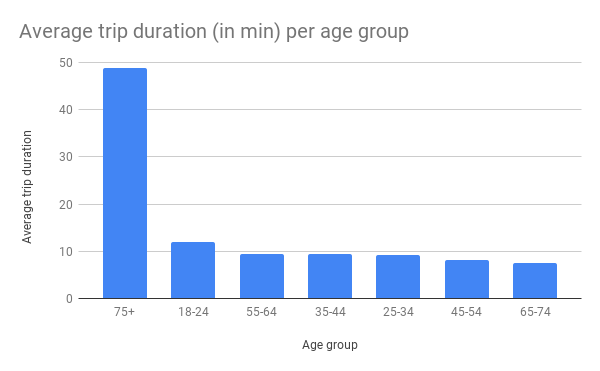 Average trip duration (in min) per age group
50
40
30
20
10
0
Average trip duration
75+ 18-24 55-64 35-44 25-34 45-54 65-74
Age group